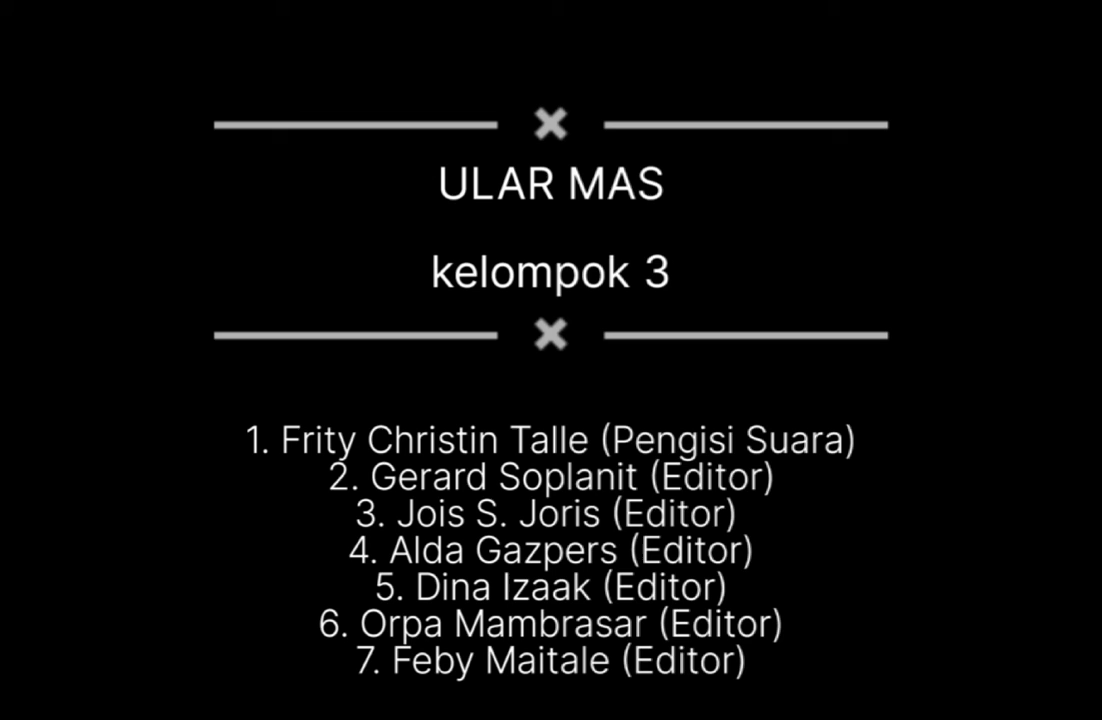 ULAR MAS
kelompok 3
1. Frity Christin Talle (Pengisi Suara)
2. Gerard Soplanit (Editor)
3. Jois S. Joris (Editor)
4. Alda Gazpers (Editor)
5. Dina Izaak (Editor)
6. Orpa Mambrasar (Editor)
7. Feby Maitale (Editor)